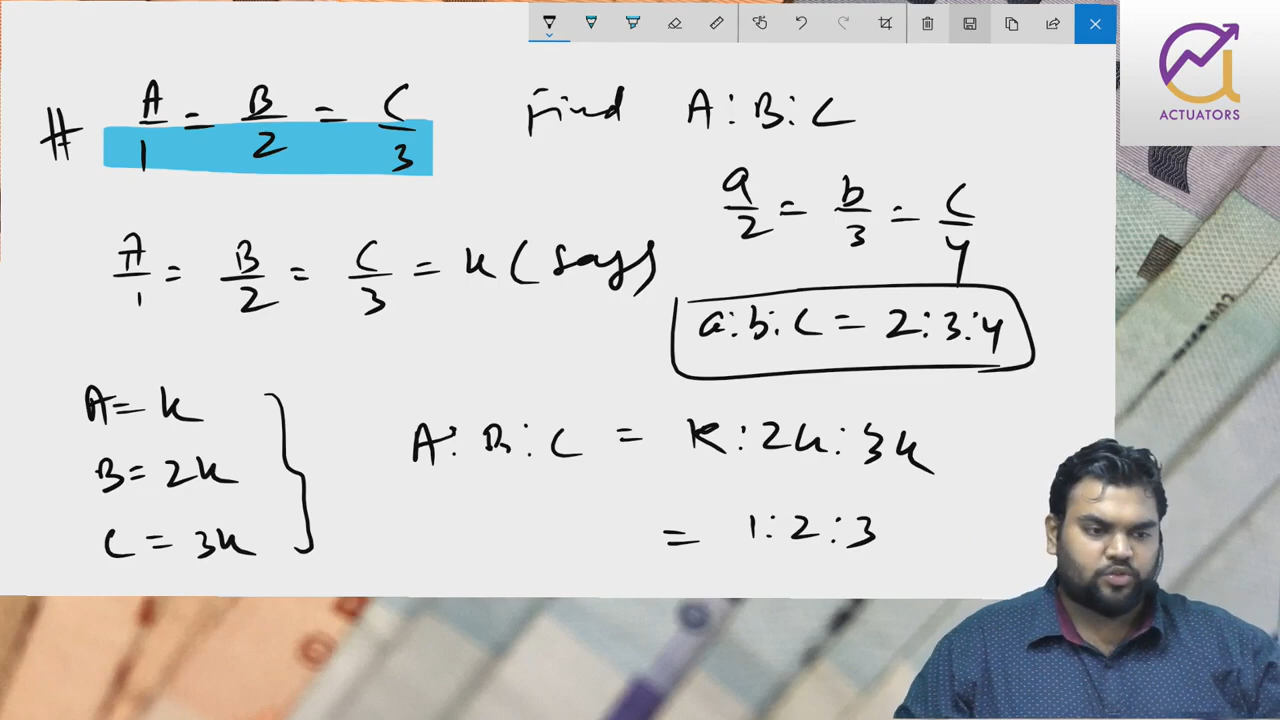 ACTUATORS
# A/1 = B/2 = C/3 Find A:B:C
a/2 = b/3 = c/4
A/1 = B/2 = C/3 = k (say)
a:b:c = 2:3:4
A = k
B = 2k
C = 3k
A:B:C = k:2k:3k
= 1:2:3